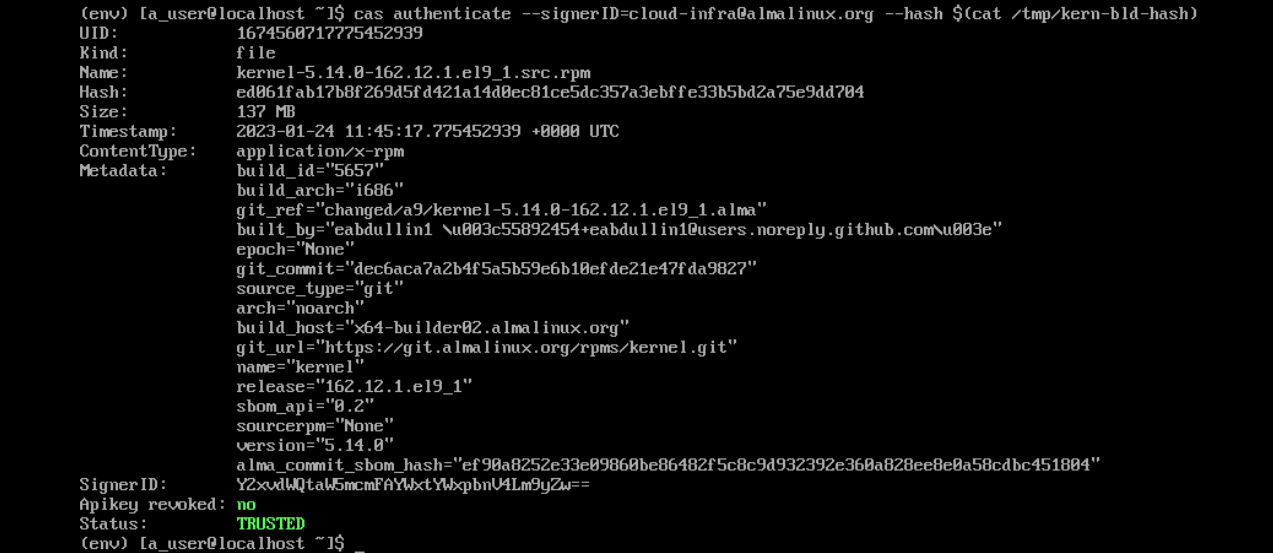 (env) [a_user@localhost ~]$ cas authenticate --signerID=cloud-infra@almalinux.org --hash $(cat /tmp/kern-bld-hash)
UID: 1674560717775452939
Kind: file
Name: kernel-5.14.0-162.12.1.el9_1.src.rpm
Hash: ed061fab17b8f269d5fd421a14d0ec81ce5dc357a3ebffe33b5bd2a75e9dd704
Size: 137 MB
Timestamp: 2023-01-24 11:45:17.775452939 +0000 UTC
ContentType: application/x-rpm
Metadata: build_id="5657"
build_arch="i686"
git_ref="changed/a9/kernel-5.14.0-162.12.1.el9_1.alma"
built_by="eabdullin1 \u003c55892454+eabdullin1@users.noreply.github.com\u003e"
epoch="None"
git_commit="dec6aca7a2b4f5a5b59e6b10efde21e47fda9827"
source_type="git"
arch="noarch"
build_host="x64-builder02.almalinux.org"
git_url="https://git.almalinux.org/rpms/kernel.git"
name="kernel"
release="162.12.1.el9_1"
sbom_api="0.2"
sourcerpm="None"
version="5.14.0"
alma_commit_sbom_hash="ef90a8252e33e09860be86482f5c8c9d932392e360a828ee8e0a58cdbc451804"
SignerID: Y2xvdWQtaW5mcmFAYWxtYWxpbnV4Lm9yZw==
Apikey revoked: no
Status: TRUSTED
(env) [a_user@localhost ~]$ _